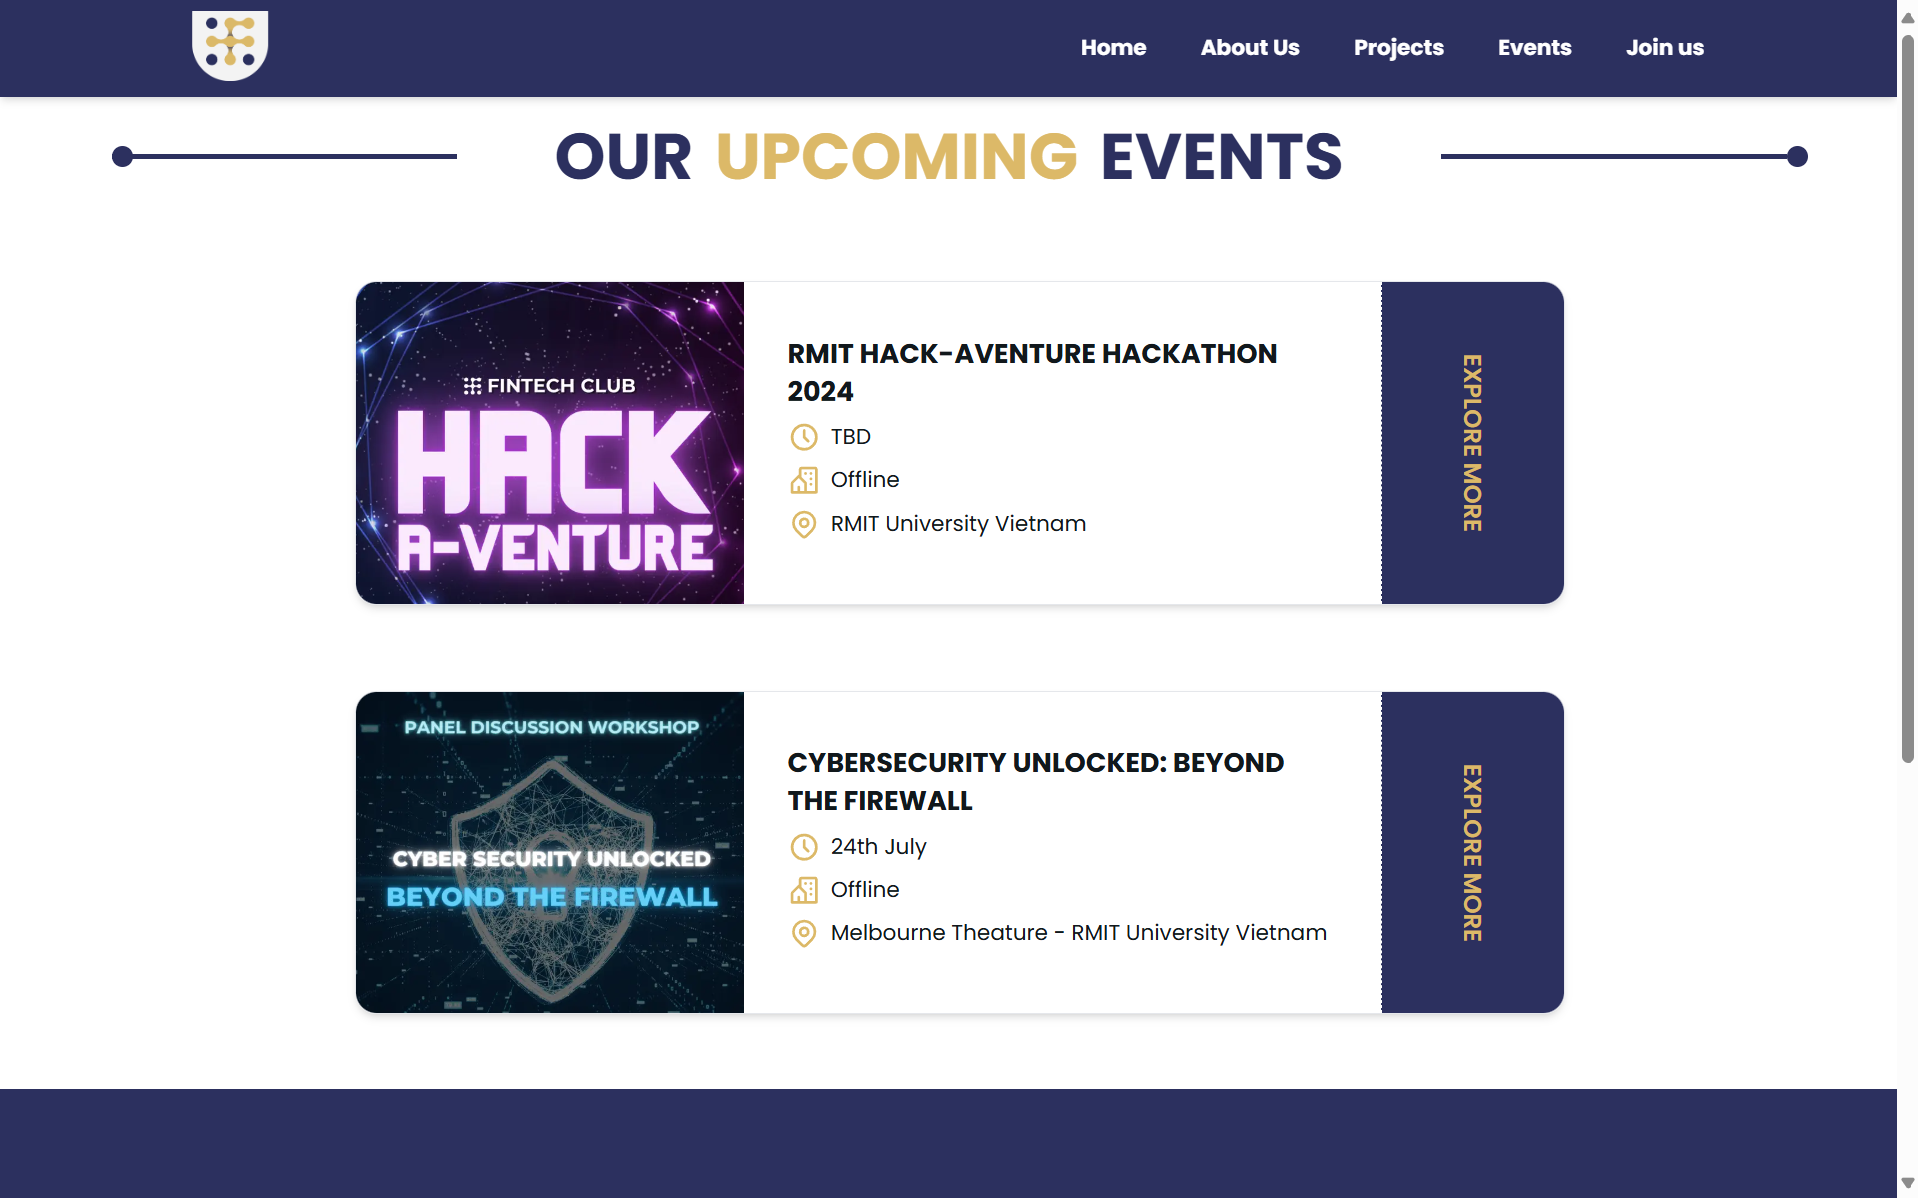 Home About Us Projects Events Join us
OUR UPCOMING EVENTS
FINTECH CLUB
HACK
A-VENTURE
RMIT HACK-AVENTURE HACKATHON
2024
TBD
Offline
RMIT University Vietnam
EXPLORE MORE
PANEL DISCUSSION WORKSHOP
CYBER SECURITY UNLOCKED
BEYOND THE FIREWALL
CYBERSECURITY UNLOCKED: BEYOND
THE FIREWALL
24th July
Offline
Melbourne Theature - RMIT University Vietnam
EXPLORE MORE